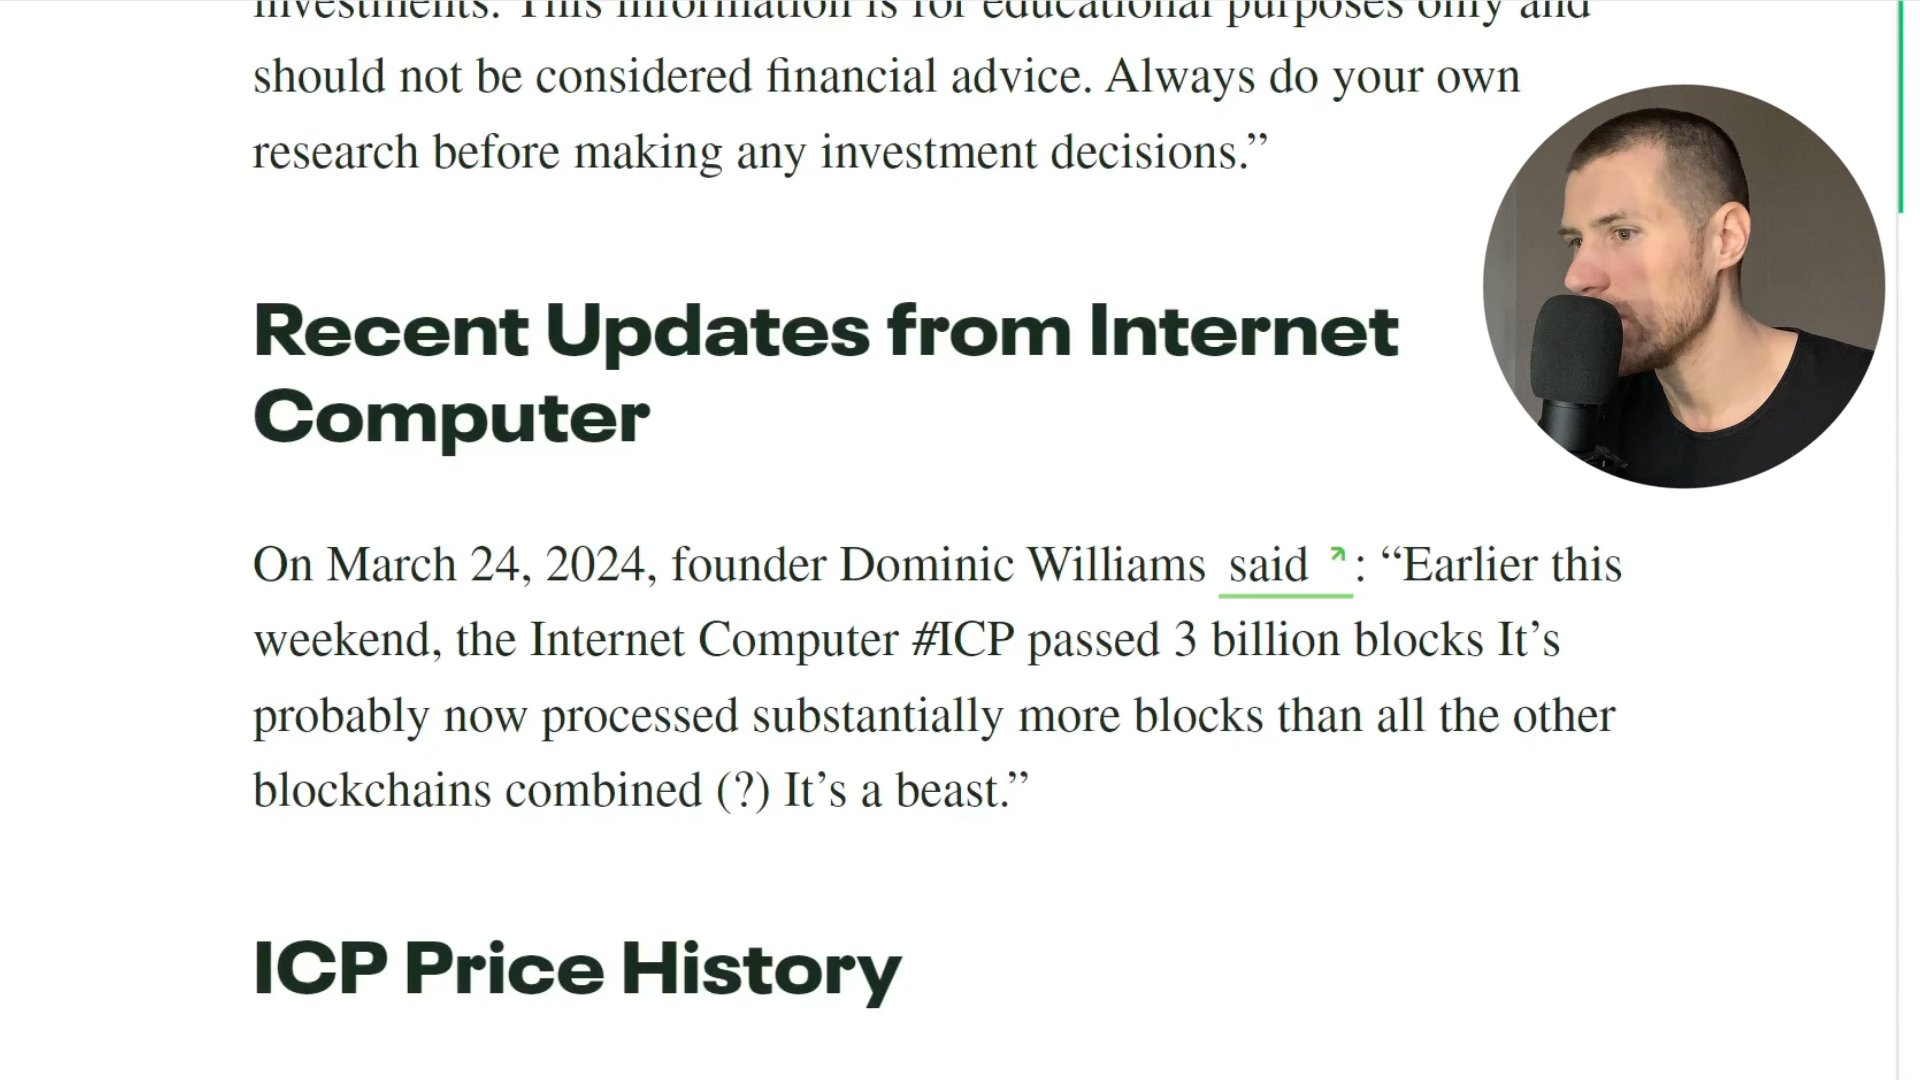 investments. This information is for educational purposes only and
should not be considered financial advice. Always do your own
research before making any investment decisions.”
Recent Updates from Internet
Computer
On March 24, 2024, founder Dominic Williams said : “Earlier this
weekend, the Internet Computer #ICP passed 3 billion blocks It’s
probably now processed substantially more blocks than all the other
blockchains combined (?) It’s a beast.”
ICP Price History